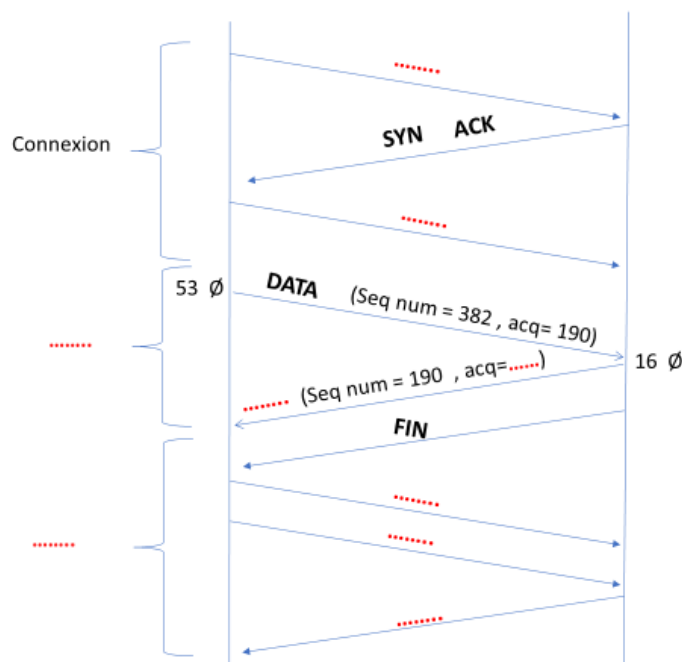 ........
SYN ACK
Connexion
........
53 Ø DATA (Seq num = 382 , acq= 190)
........
16 Ø
........ (Seq num = 190 , acq=......)
FIN
........
........
........
........